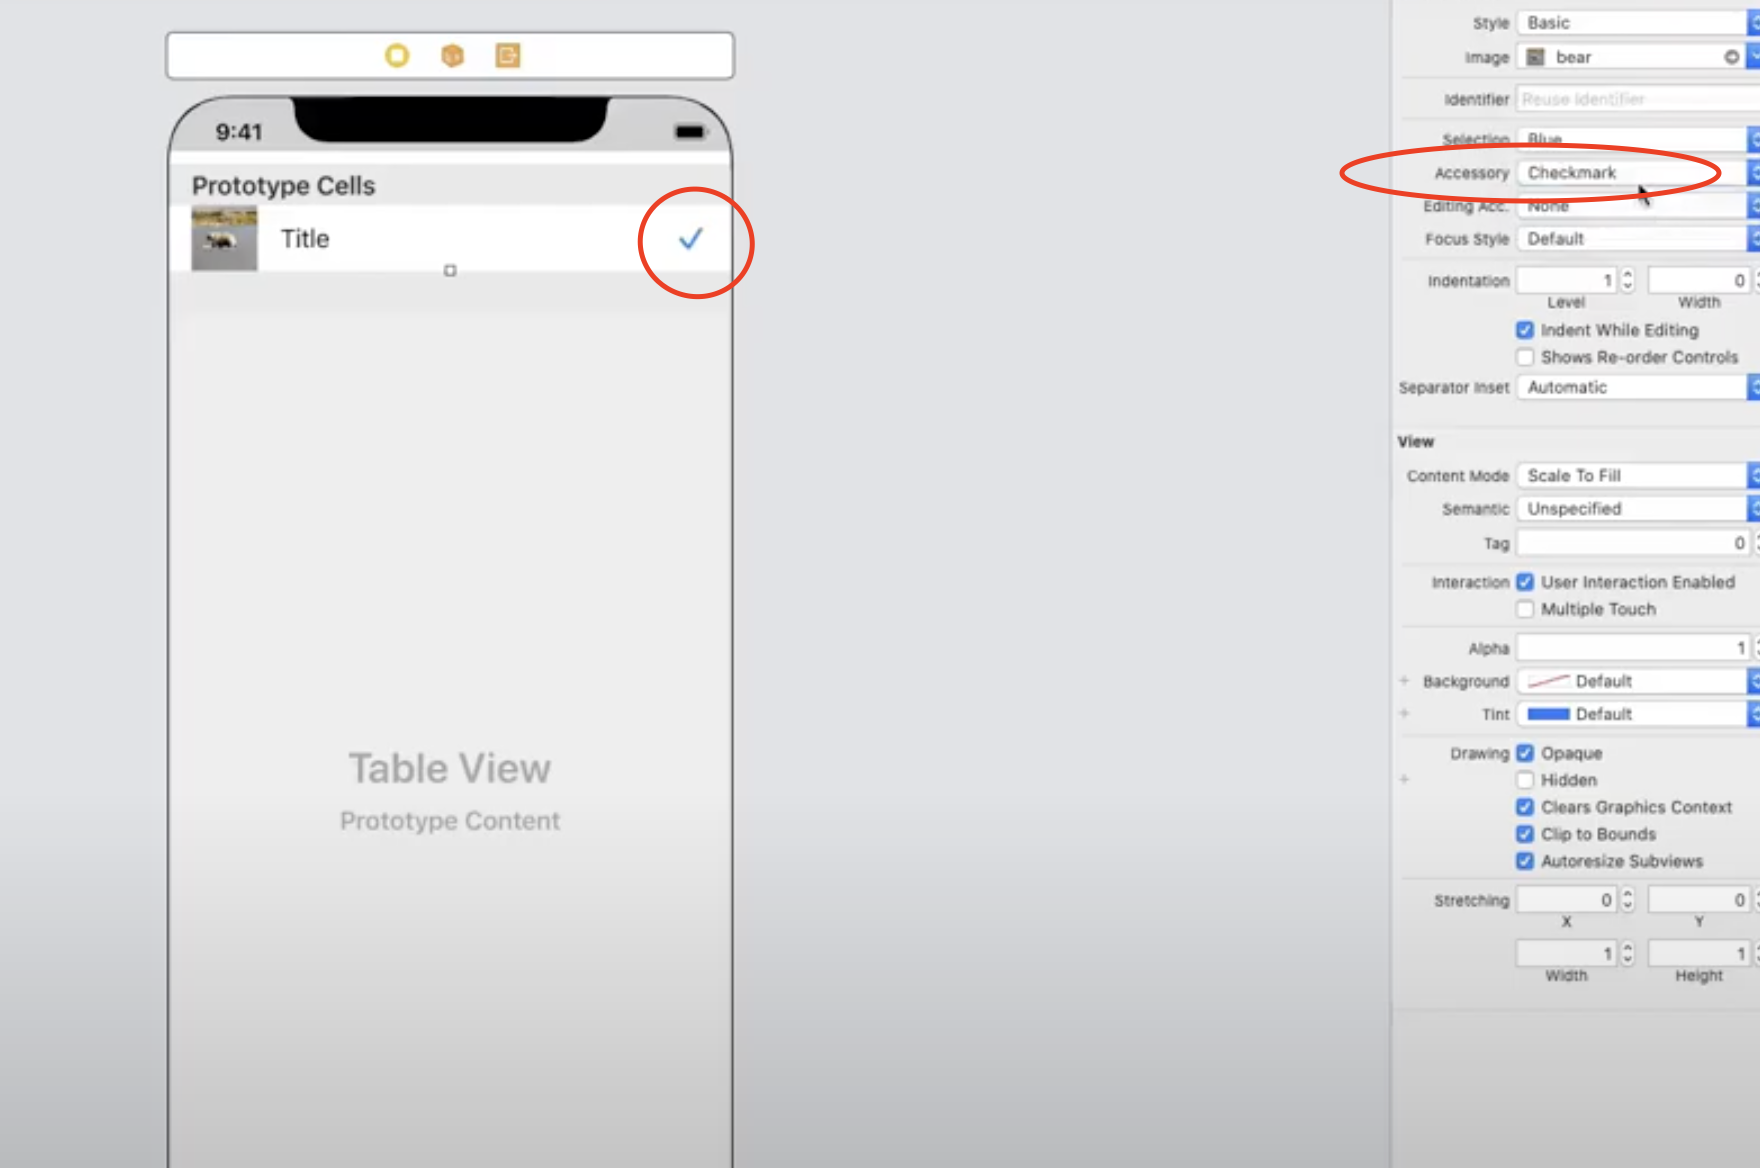 9:41
Prototype Cells
Title
Table View
Prototype Content
Style Basic
Image bear
Identifier Reuse Identifier
Selection Blue
Accessory Checkmark
Editing Acc. None
Focus Style Default
Indentation 1 0
Level Width
Indent While Editing
Shows Re-order Controls
Separator Inset Automatic
View
Content Mode Scale To Fill
Semantic Unspecified
Tag 0
Interaction User Interaction Enabled
Multiple Touch
Alpha 1
+ Background Default
+ Tint Default
Drawing Opaque
+ Hidden
Clears Graphics Context
Clip to Bounds
Autoresize Subviews
Stretching 0 0
X Y
1 1
Width Height